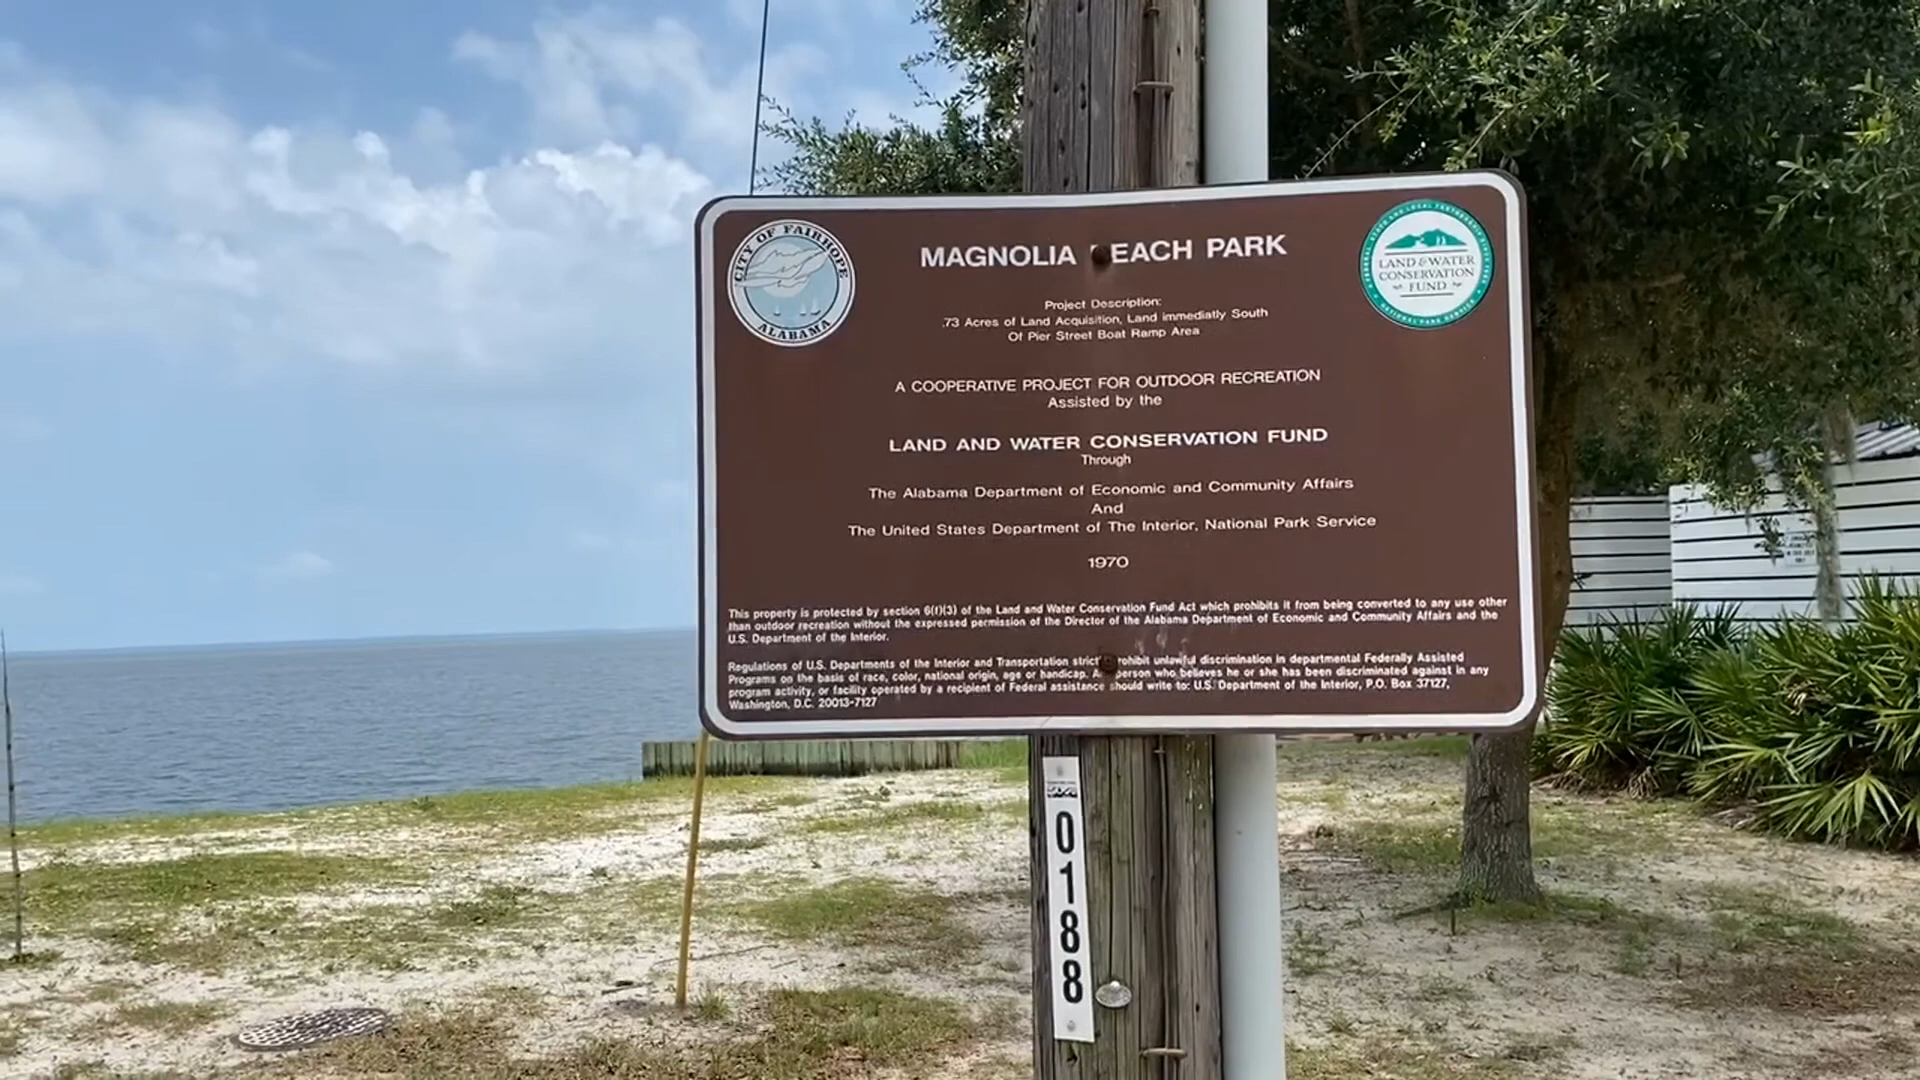 CITY OF FAIRHOPE
ALABAMA
MAGNOLIA EACH PARK
LAND & WATER
CONSERVATION
FUND
NATIONAL PARK SERVICE
Project Description:
.73 Acres of Land Acquisition, Land immediatly South
Of Pier Street Boat Ramp Area
A COOPERATIVE PROJECT FOR OUTDOOR RECREATION
Assisted by the
LAND AND WATER CONSERVATION FUND
Through
The Alabama Department of Economic and Community Affairs
And
The United States Department of The Interior, National Park Service
1970
This property is protected by section 6(f)(3) of the Land and Water Conservation Fund Act which prohibits it from being converted to any use other
than outdoor recreation without the expressed permission of the Director of the Alabama Department of Economic and Community Affairs and the
U.S. Department of the Interior.
Regulations of U.S. Departments of the Interior and Transportation strict rohibit unlawful discrimination in departmental Federally Assisted
Programs on the basis of race, color, national origin, age or handicap. A person who believes he or she has been discriminated against in any
program activity, or facility operated by a recipient of Federal assistance should write to: U.S. Department of the Interior, P.O. Box 37127,
Washington, D.C. 20013-7127
0188